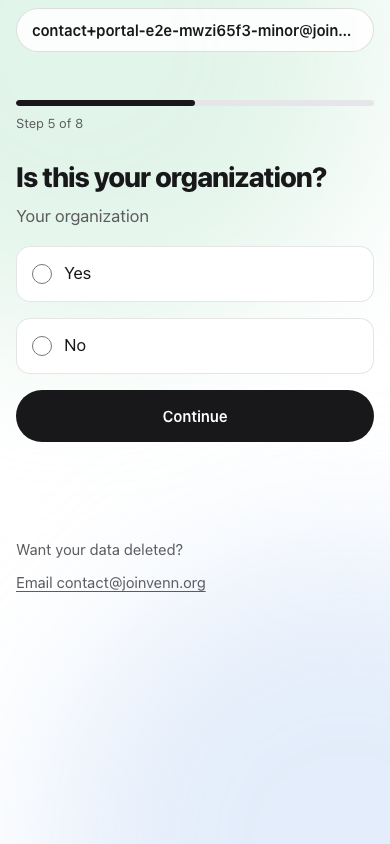 contact+portal-e2e-mwzi65f3-minor@join...
Step 5 of 8
Is this your organization?
Your organization
Yes
No
Continue
Want your data deleted?
Email contact@joinvenn.org